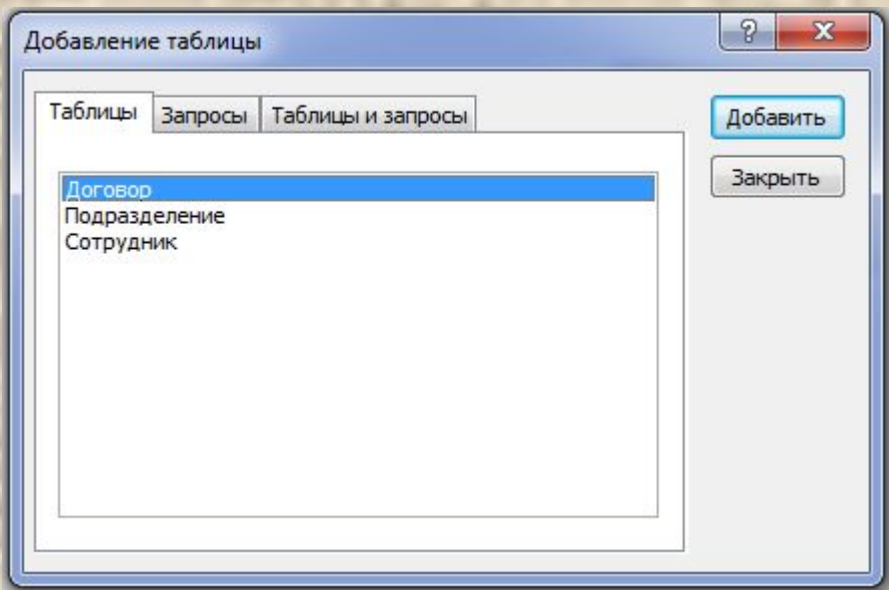 Добавление таблицы
Таблицы Запросы Таблицы и запросы
Добавить
Закрыть
Договор
Подразделение
Сотрудник